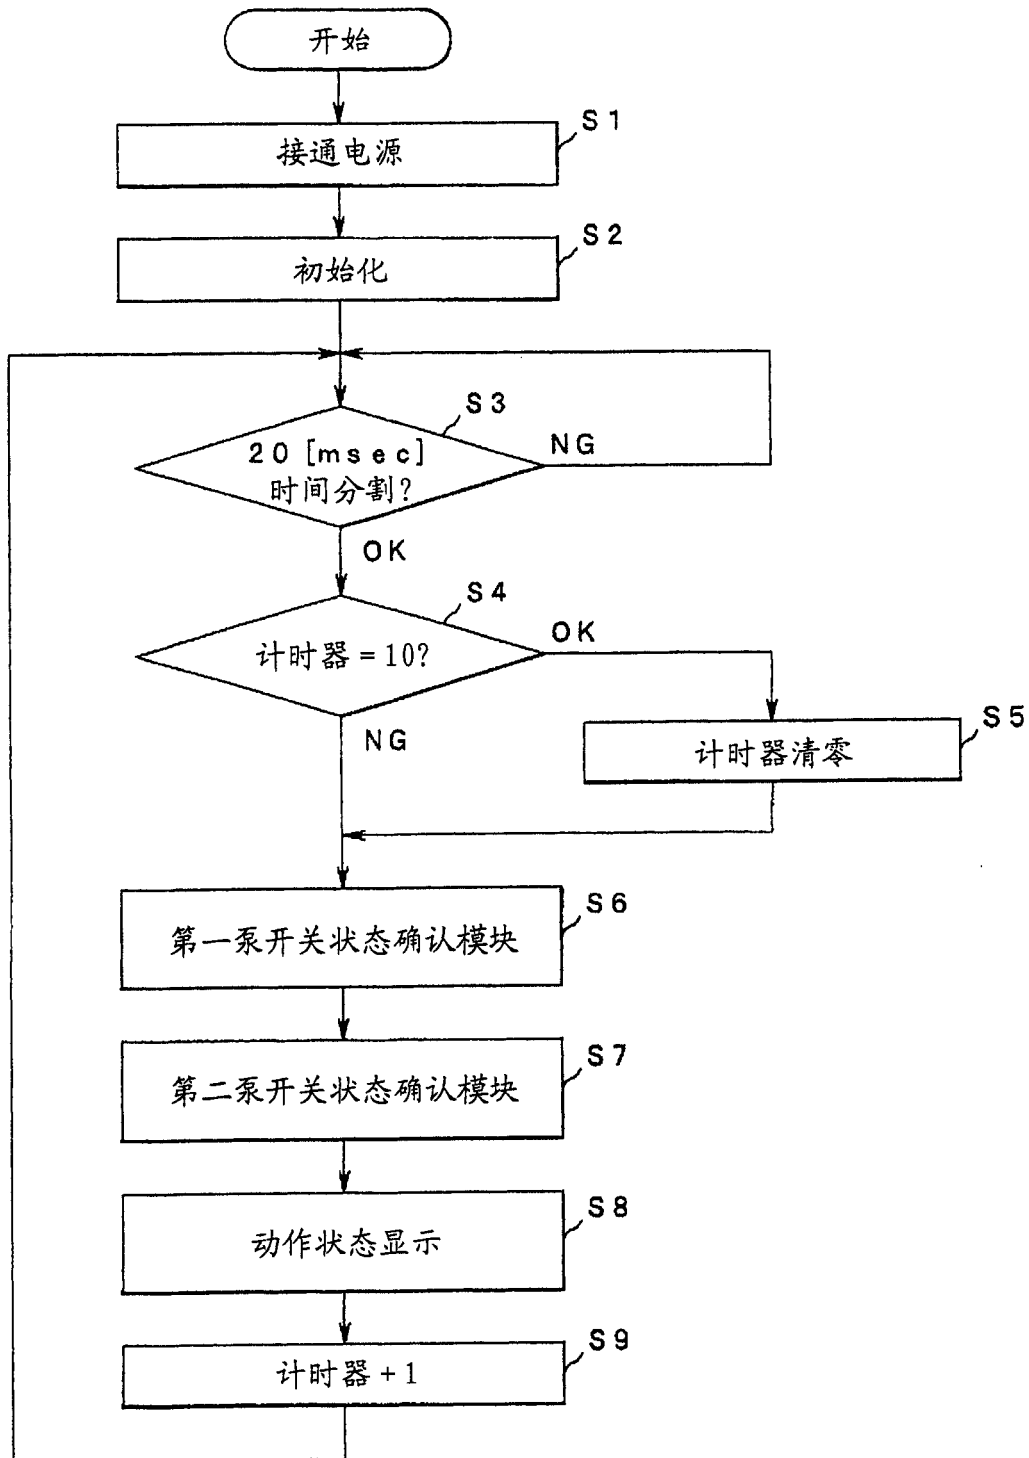 开始
S1
接通电源
S2
初始化
S3
20[msec]
时间分割?
NG
OK
S4
计时器=10?
OK
NG
S5
计时器清零
S6
第一泵开关状态确认模块
S7
第二泵开关状态确认模块
S8
动作状态显示
S9
计时器+1